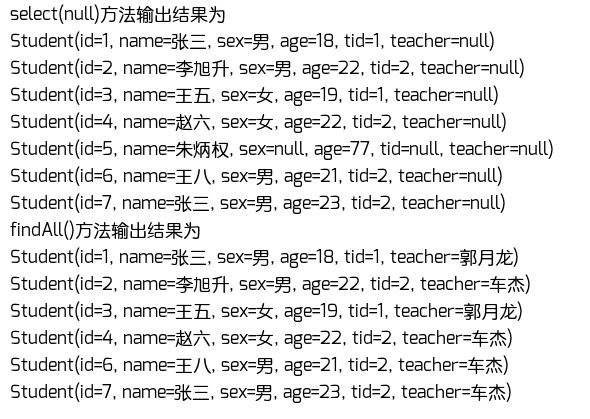 select(null)方法输出结果为
Student(id=1, name=张三, sex=男, age=18, tid=1, teacher=null)
Student(id=2, name=李旭升, sex=男, age=22, tid=2, teacher=null)
Student(id=3, name=王五, sex=女, age=19, tid=1, teacher=null)
Student(id=4, name=赵六, sex=女, age=22, tid=2, teacher=null)
Student(id=5, name=朱炳权, sex=null, age=77, tid=null, teacher=null)
Student(id=6, name=王八, sex=男, age=21, tid=2, teacher=null)
Student(id=7, name=张三, sex=男, age=23, tid=2, teacher=null)
findAll()方法输出结果为
Student(id=1, name=张三, sex=男, age=18, tid=1, teacher=郭月龙)
Student(id=2, name=李旭升, sex=男, age=22, tid=2, teacher=车杰)
Student(id=3, name=王五, sex=女, age=19, tid=1, teacher=郭月龙)
Student(id=4, name=赵六, sex=女, age=22, tid=2, teacher=车杰)
Student(id=6, name=王八, sex=男, age=21, tid=2, teacher=车杰)
Student(id=7, name=张三, sex=男, age=23, tid=2, teacher=车杰)